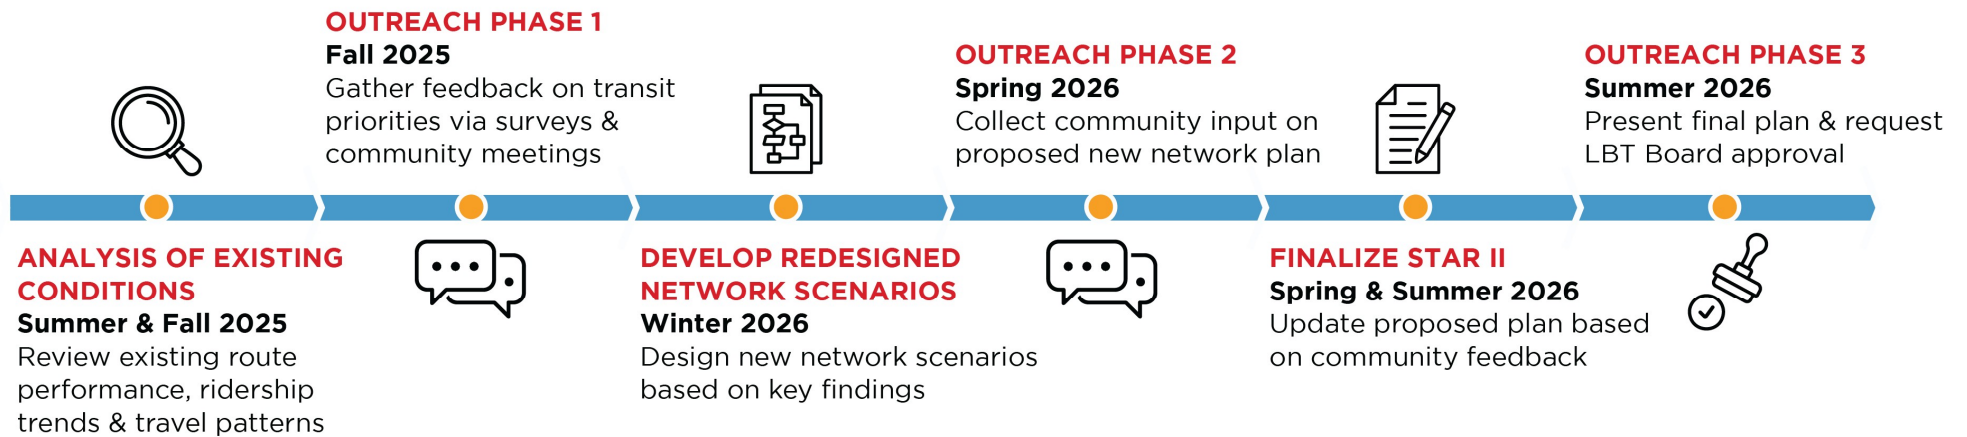 OUTREACH PHASE 1
Fall 2025
Gather feedback on transit
priorities via surveys &
community meetings
OUTREACH PHASE 2
Spring 2026
Collect community input on
proposed new network plan
OUTREACH PHASE 3
Summer 2026
Present final plan & request
LBT Board approval
ANALYSIS OF EXISTING
CONDITIONS
Summer & Fall 2025
Review existing route
performance, ridership
trends & travel patterns
DEVELOP REDESIGNED
NETWORK SCENARIOS
Winter 2026
Design new network scenarios
based on key findings
FINALIZE STAR II
Spring & Summer 2026
Update proposed plan based
on community feedback